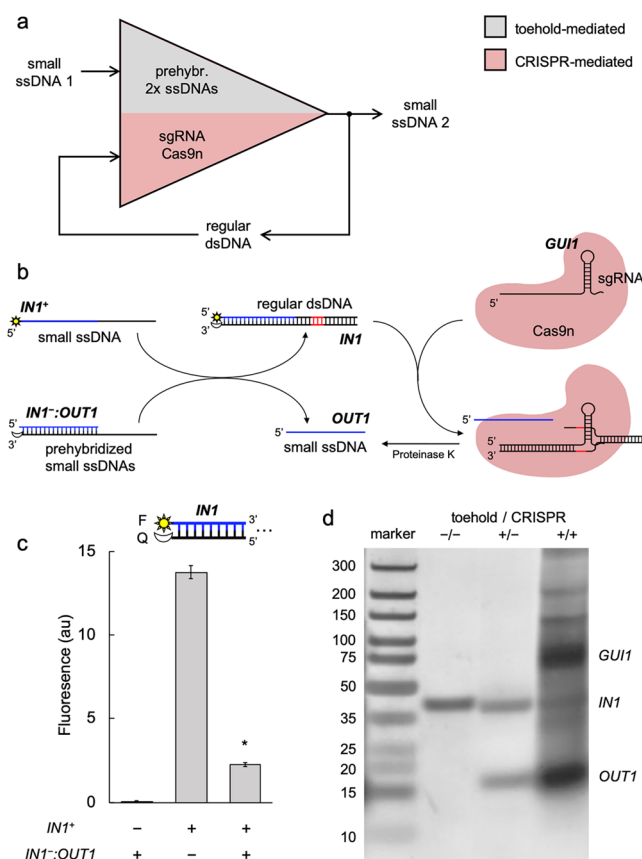 a
toehold-mediated
CRISPR-mediated
small
ssDNA 1
prehybr.
2x ssDNAs
sgRNA
Cas9n
small
ssDNA 2
regular
dsDNA
b
IN1⁺
5'
small ssDNA
5'
3'
regular dsDNA
IN1
GUI1
5'
sgRNA
Cas9n
IN1⁻:OUT1
5'
3'
prehybridized
small ssDNAs
5'
OUT1
small ssDNA
Proteinase K
5'
5'
3'
c
IN1
F
Q
3'
5'
...
Fluoresence (au)
15
10
5
0
*
IN1⁺ – + +
IN1⁻:OUT1 + – +
d
toehold / CRISPR
marker –/– +/– +/+
300
200
150
100
75
50
35
25
20
15
10
GUI1
IN1
OUT1